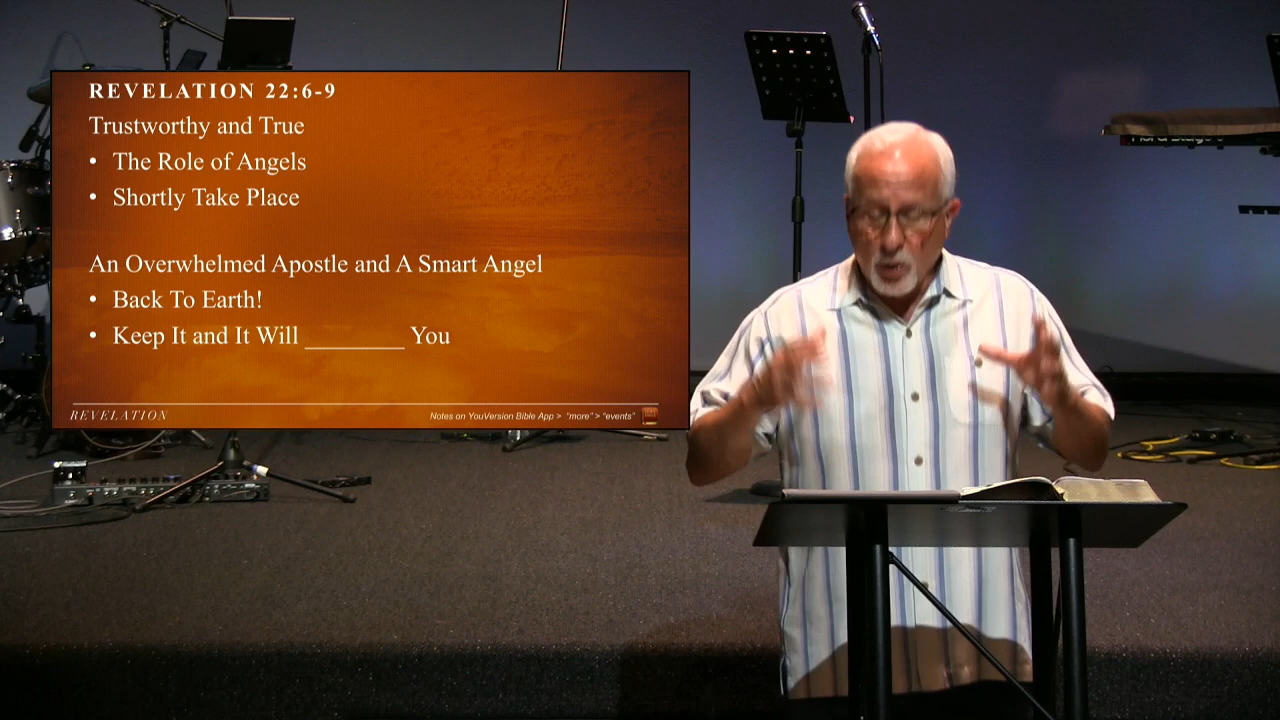 REVELATION 22:6-9
Trustworthy and True
• The Role of Angels
• Shortly Take Place
An Overwhelmed Apostle and A Smart Angel
• Back To Earth!
• Keep It and It Will ________ You
REVELATION
Notes on YouVersion Bible App > "more" > "events"